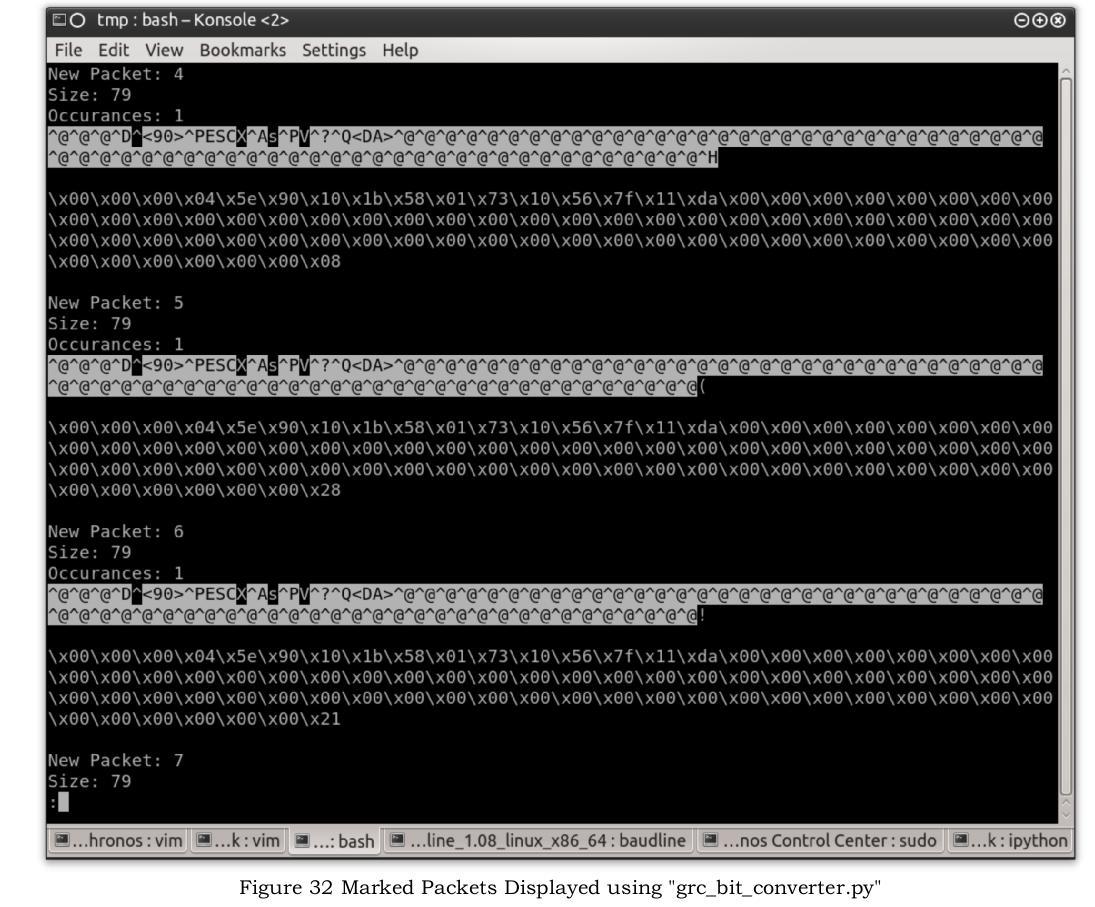 tmp : bash – Konsole <2>
File Edit View Bookmarks Settings Help
New Packet: 4
Size: 79
Occurances: 1
^@^@^@^D^<90>^PESCX^As^PV^?^Q<DA>^@^@^@^@^@^@^@^@^@^@^@^@^@^@^@^@^@^@^@^@^@^@^@^@^@^@^@^@^@^@^@
^@^@^@^@^@^@^@^@^@^@^@^@^@^@^@^@^@^@^@^@^@^@^@^@^@^@^@^@^@^@^@^H
\x00\x00\x00\x04\x5e\x90\x10\x1b\x58\x01\x73\x10\x56\x7f\x11\xda\x00\x00\x00\x00\x00\x00\x00\x00
\x00\x00\x00\x00\x00\x00\x00\x00\x00\x00\x00\x00\x00\x00\x00\x00\x00\x00\x00\x00\x00\x00\x00\x00
\x00\x00\x00\x00\x00\x00\x00\x00\x00\x00\x00\x00\x00\x00\x00\x00\x00\x00\x00\x00\x00\x00\x00\x00
\x00\x00\x00\x00\x00\x00\x08
New Packet: 5
Size: 79
Occurances: 1
^@^@^@^D^<90>^PESCX^As^PV^?^Q<DA>^@^@^@^@^@^@^@^@^@^@^@^@^@^@^@^@^@^@^@^@^@^@^@^@^@^@^@^@^@^@^@
^@^@^@^@^@^@^@^@^@^@^@^@^@^@^@^@^@^@^@^@^@^@^@^@^@^@^@^@^@^@^@(
\x00\x00\x00\x04\x5e\x90\x10\x1b\x58\x01\x73\x10\x56\x7f\x11\xda\x00\x00\x00\x00\x00\x00\x00\x00
\x00\x00\x00\x00\x00\x00\x00\x00\x00\x00\x00\x00\x00\x00\x00\x00\x00\x00\x00\x00\x00\x00\x00\x00
\x00\x00\x00\x00\x00\x00\x00\x00\x00\x00\x00\x00\x00\x00\x00\x00\x00\x00\x00\x00\x00\x00\x00\x00
\x00\x00\x00\x00\x00\x00\x28
New Packet: 6
Size: 79
Occurances: 1
^@^@^@^D^<90>^PESCX^As^PV^?^Q<DA>^@^@^@^@^@^@^@^@^@^@^@^@^@^@^@^@^@^@^@^@^@^@^@^@^@^@^@^@^@^@^@
^@^@^@^@^@^@^@^@^@^@^@^@^@^@^@^@^@^@^@^@^@^@^@^@^@^@^@^@^@^@^@!
\x00\x00\x00\x04\x5e\x90\x10\x1b\x58\x01\x73\x10\x56\x7f\x11\xda\x00\x00\x00\x00\x00\x00\x00\x00
\x00\x00\x00\x00\x00\x00\x00\x00\x00\x00\x00\x00\x00\x00\x00\x00\x00\x00\x00\x00\x00\x00\x00\x00
\x00\x00\x00\x00\x00\x00\x00\x00\x00\x00\x00\x00\x00\x00\x00\x00\x00\x00\x00\x00\x00\x00\x00\x00
\x00\x00\x00\x00\x00\x00\x21
New Packet: 7
Size: 79
:
...hronos : vim ...k : vim ...: bash ...line_1.08_linux_x86_64 : baudline ...nos Control Center : sudo ...k : ipython
Figure 32 Marked Packets Displayed using "grc_bit_converter.py"